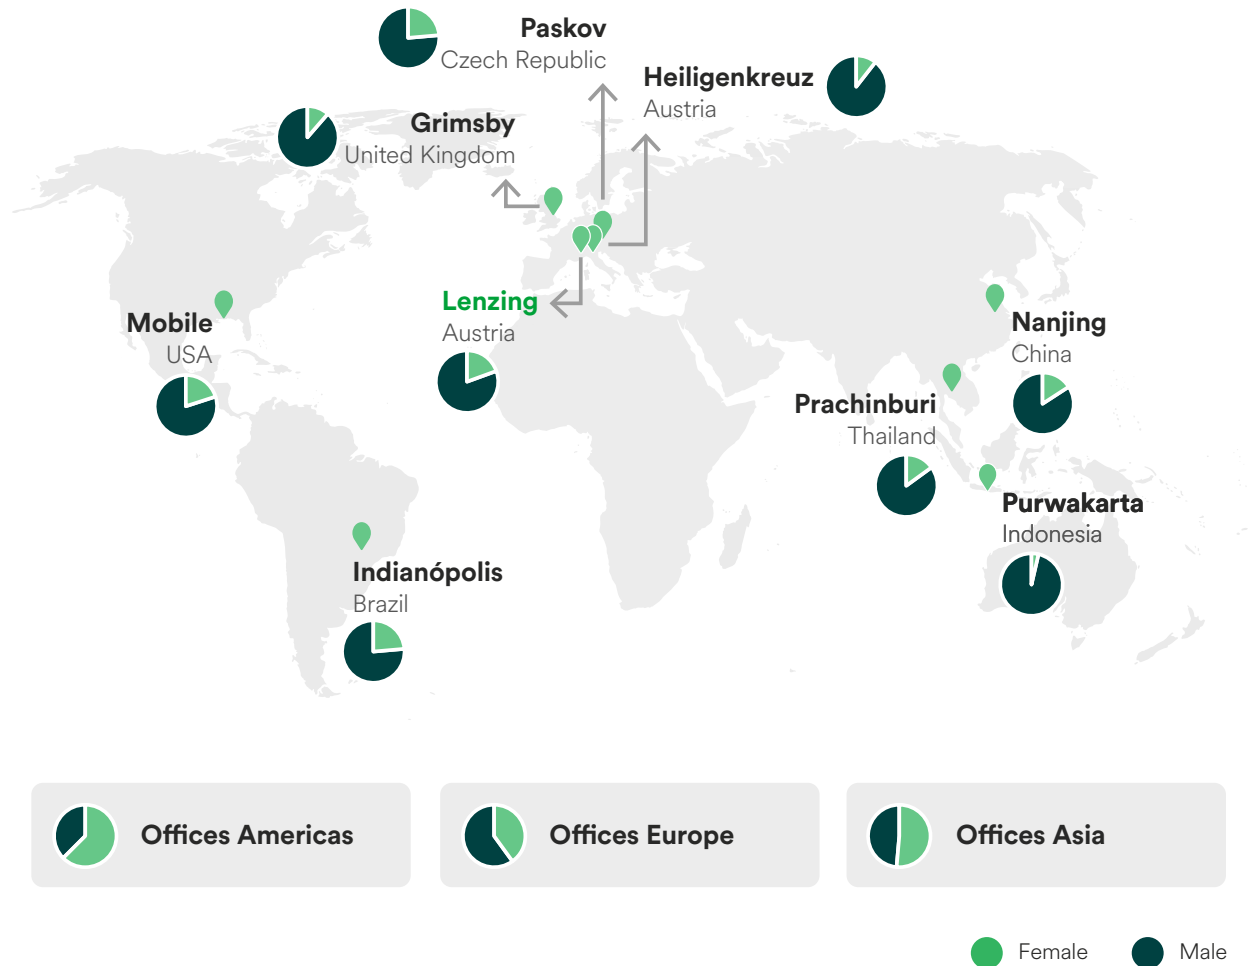 Paskov
Czech Republic
Heiligenkreuz
Austria
Grimsby
United Kingdom
Lenzing
Austria
Mobile
USA
Nanjing
China
Prachinburi
Thailand
Purwakarta
Indonesia
Indianópolis
Brazil
Offices Americas
Offices Europe
Offices Asia
Female
Male